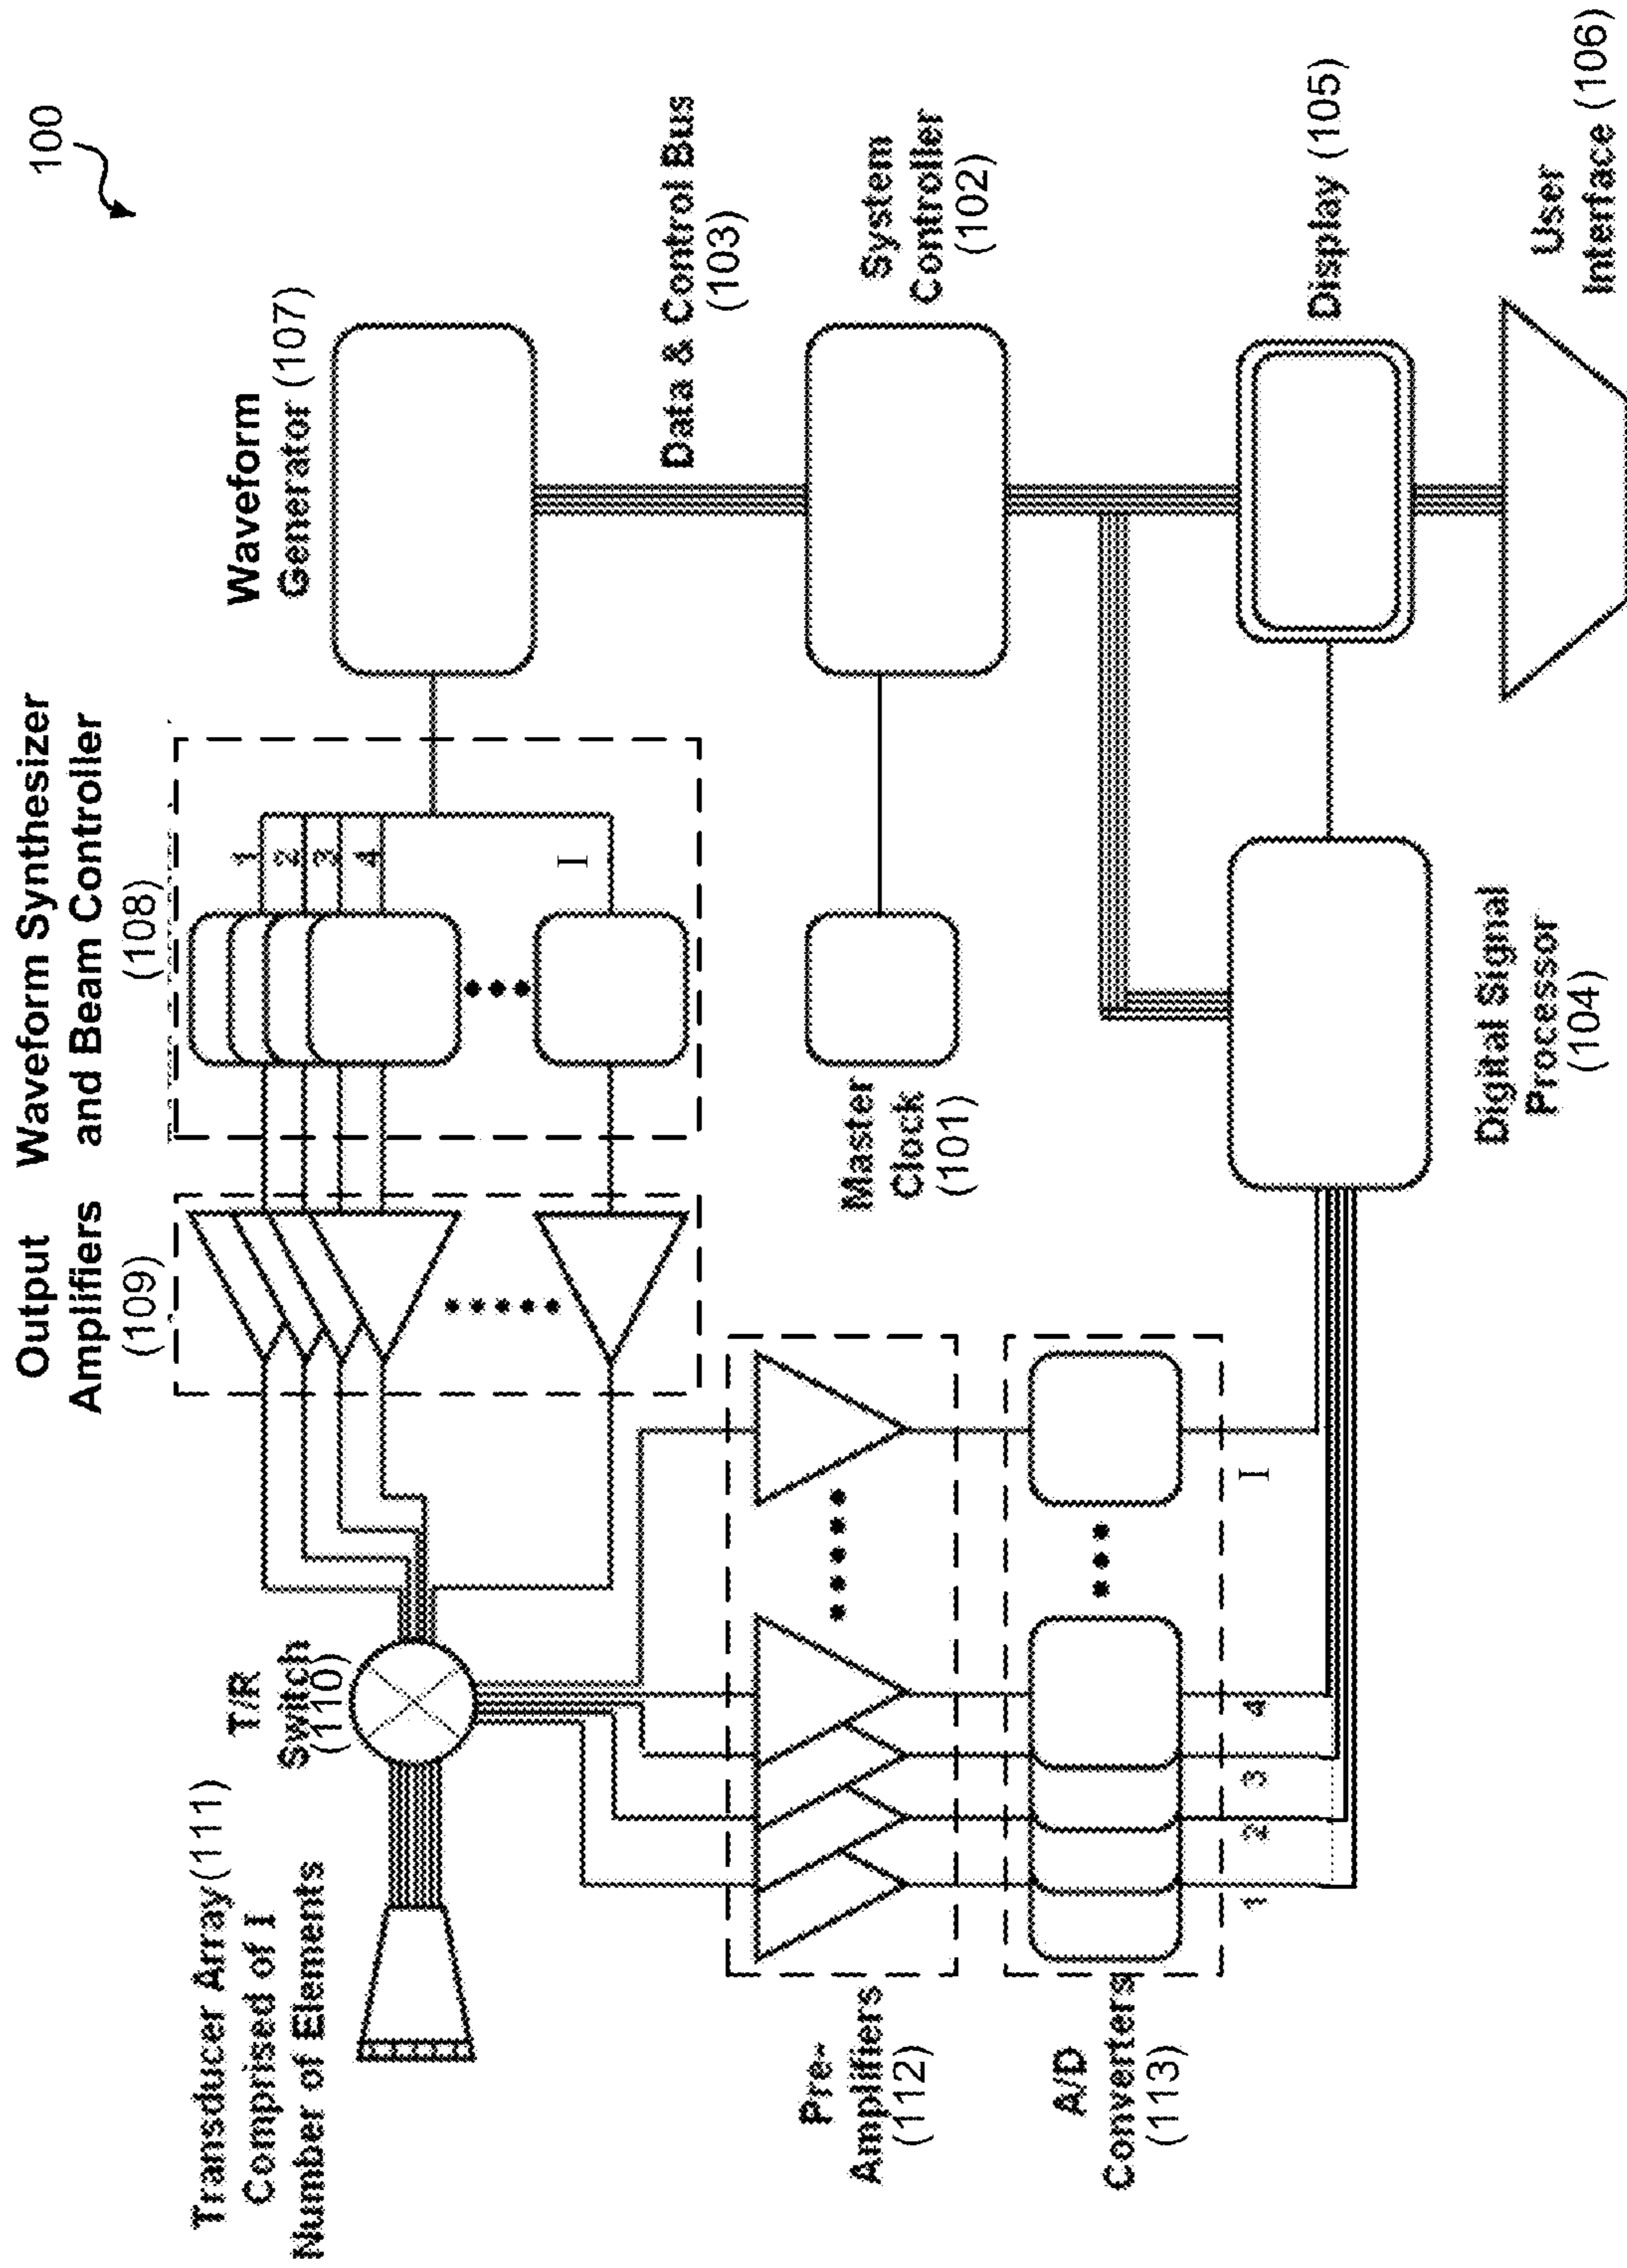 100
Transducer Array (111)
Comprised of I
Number of Elements
T/R
Switch
(110)
Output
Amplifiers
(109)
Waveform Synthesizer
and Beam Controller
(108)
1
2
3
4
I
Waveform
Generator (107)
Data & Control Bus
(103)
Pre-
Amplifiers
(112)
A/D
Converters
(113)
1
2
3
4
I
Master
Clock
(101)
System
Controller
(102)
Digital Signal
Processor
(104)
Display (105)
User
Interface (106)